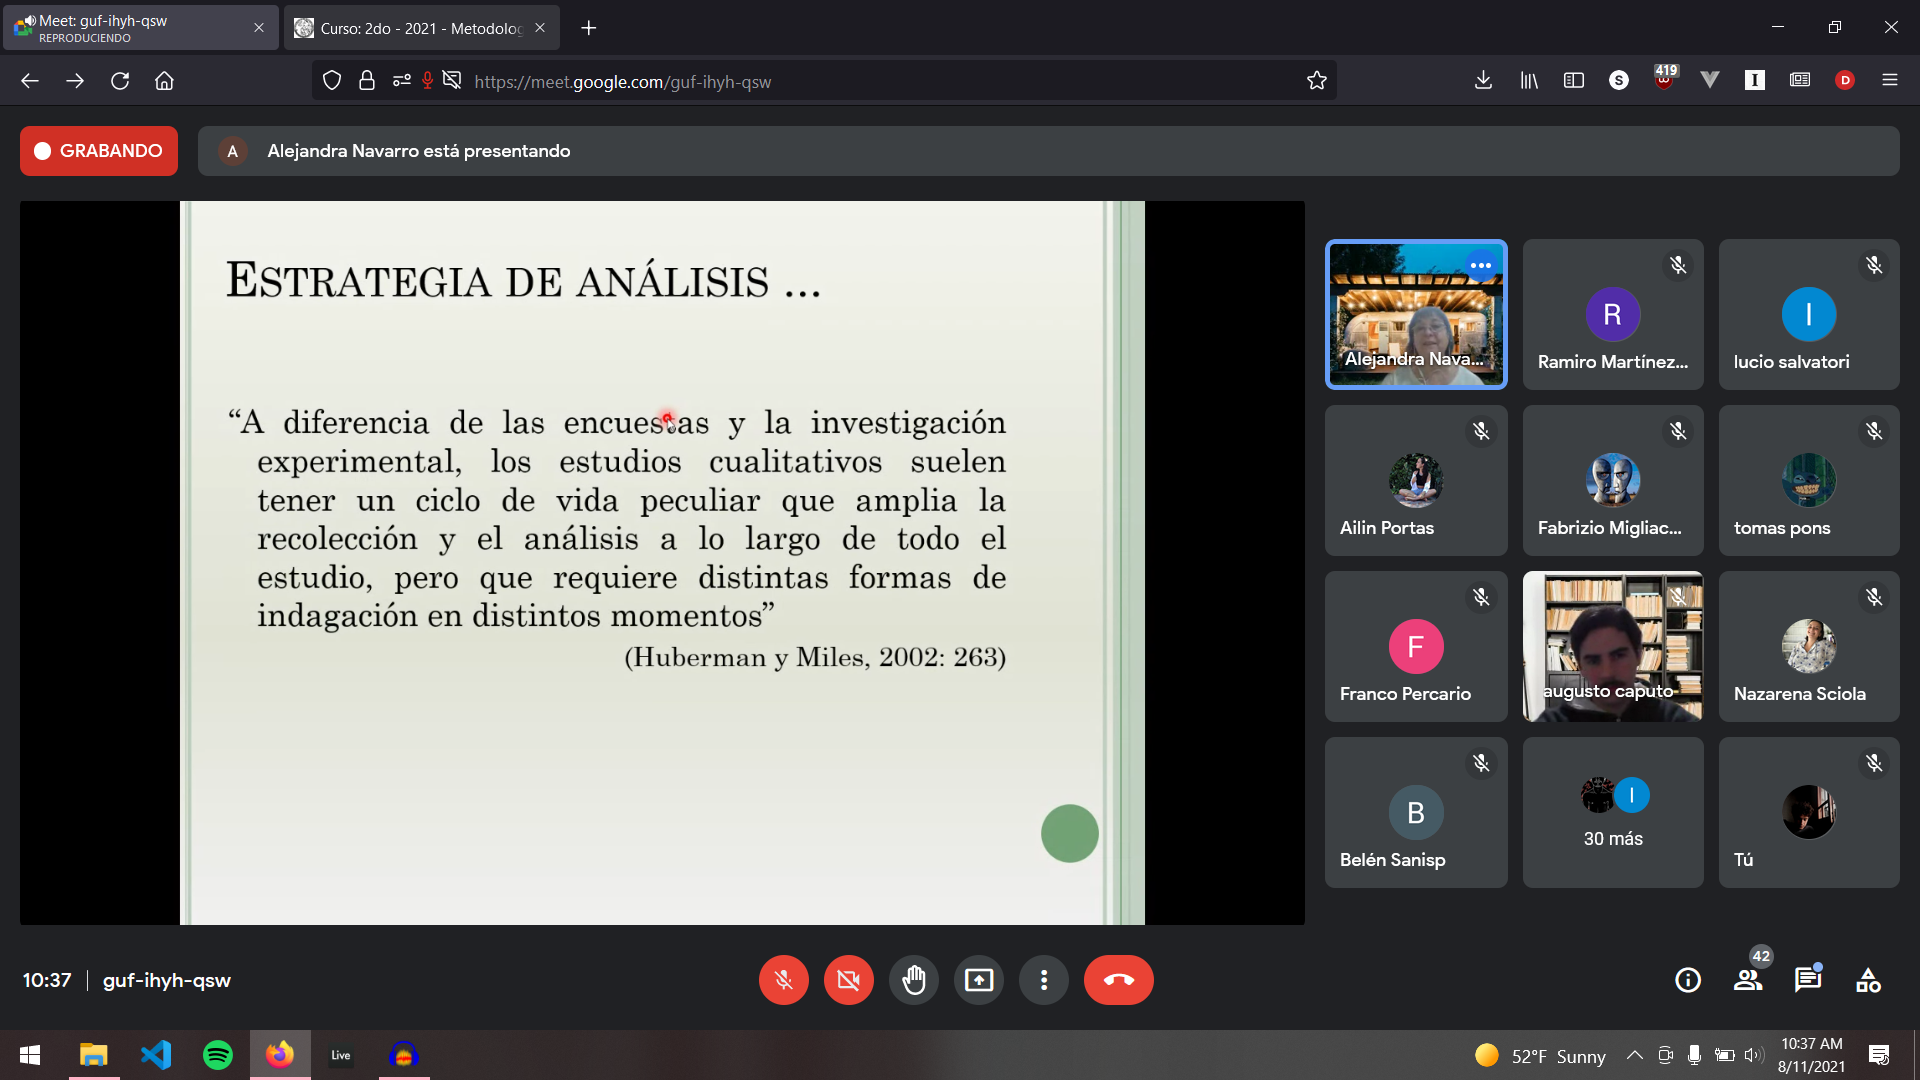 Meet: guf-ihyh-qsw
REPRODUCIENDO
Curso: 2do - 2021 - Metodolog
https://meet.google.com/guf-ihyh-qsw
S
419
I
D
GRABANDO
A
Alejandra Navarro está presentando
ESTRATEGIA DE ANÁLISIS ...
“A diferencia de las encuestas y la investigación
experimental, los estudios cualitativos suelen
tener un ciclo de vida peculiar que amplia la
recolección y el análisis a lo largo de todo el
estudio, pero que requiere distintas formas de
indagación en distintos momentos”
(Huberman y Miles, 2002: 263)
Alejandra Nava...
R
Ramiro Martínez...
l
lucio salvatori
Ailin Portas
Fabrizio Migliac...
tomas pons
F
Franco Percario
augusto caputo
Nazarena Sciola
B
Belén Sanisp
l
30 más
Tú
10:37
guf-ihyh-qsw
42
Live
52°F Sunny
10:37 AM
8/11/2021